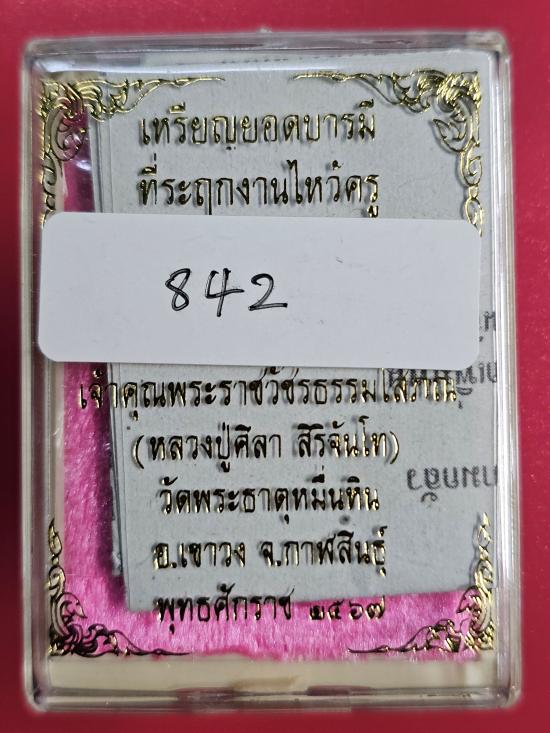 เหรียญยอดบารมี
ที่ระฤกงานไหว้ครู
842
เจ้าคุณพระราชวัชรธรรมโสภณ
(หลวงปู่ศิลา สิริจันโท)
วัดพระธาตุหมื่นหิน
อ.เขาวง จ.กาฬสินธุ์
พุทธศักราช ๒๕๖๗